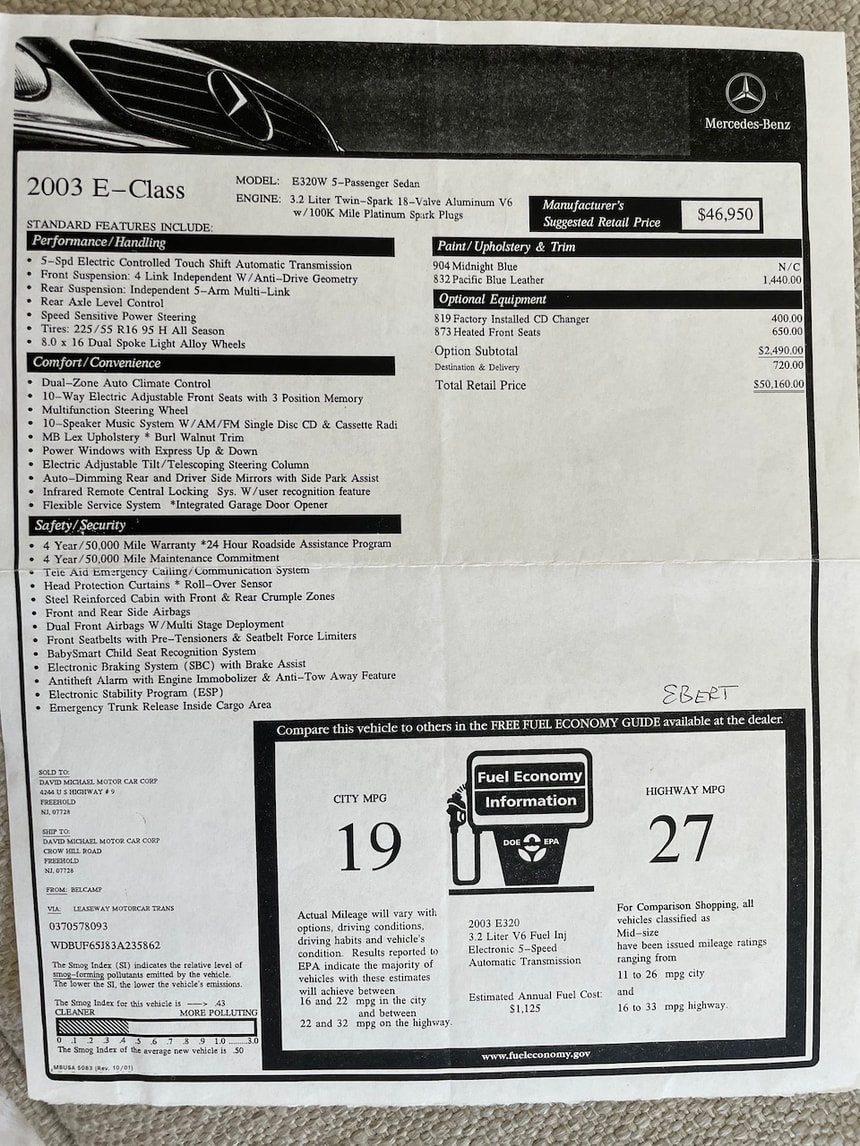 Mercedes-Benz
2003 E-Class
MODEL: E320W 5-Passenger Sedan
ENGINE: 3.2 Liter Twin-Spark 18-Valve Aluminum V6
w/100K Mile Platinum Spark Plugs
Manufacturer's
Suggested Retail Price
$46,950
STANDARD FEATURES INCLUDE:
Performance/Handling
• 5-Spd Electric Controlled Touch Shift Automatic Transmission
• Front Suspension: 4 Link Independent W/Anti-Drive Geometry
• Rear Suspension: Independent 5-Arm Multi-Link
• Rear Axle Level Control
• Speed Sensitive Power Steering
• Tires: 225/55 R16 95 H All Season
• 8.0 x 16 Dual Spoke Light Alloy Wheels
Comfort/Convenience
• Dual-Zone Auto Climate Control
• 10-Way Electric Adjustable Front Seats with 3 Position Memory
• Multifunction Steering Wheel
• 10-Speaker Music System W/AM/FM Single Disc CD & Cassette Radi
• MB Lex Upholstery * Burl Walnut Trim
• Power Windows with Express Up & Down
• Electric Adjustable Tilt/Telescoping Steering Column
• Auto-Dimming Rear and Driver Side Mirrors with Side Park Assist
• Infrared Remote Central Locking Sys. W/user recognition feature
• Flexible Service System *Integrated Garage Door Opener
Safety/Security
• 4 Year/50,000 Mile Warranty *24 Hour Roadside Assistance Program
• 4 Year/50,000 Mile Maintenance Commitment
• Tele Aid Emergency Calling/Communication System
• Head Protection Curtains * Roll-Over Sensor
• Steel Reinforced Cabin with Front & Rear Crumple Zones
• Front and Rear Side Airbags
• Dual Front Airbags W/Multi Stage Deployment
• Front Seatbelts with Pre-Tensioners & Seatbelt Force Limiters
• BabySmart Child Seat Recognition System
• Electronic Braking System (SBC) with Brake Assist
• Antitheft Alarm with Engine Immobolizer & Anti-Tow Away Feature
• Electronic Stability Program (ESP)
• Emergency Trunk Release Inside Cargo Area
Paint/Upholstery & Trim
904 Midnight Blue N/C
832 Pacific Blue Leather 1,440.00
Optional Equipment
819 Factory Installed CD Changer 400.00
873 Heated Front Seats 650.00
Option Subtotal $2,490.00
Destination & Delivery 720.00
Total Retail Price $50,160.00
EBERT
SOLD TO:
DAVID MICHAEL MOTOR CAR CORP
4244 U S HIGHWAY # 9
FREEHOLD
NJ, 07728
SHIP TO:
DAVID MICHAEL MOTOR CAR CORP
CROW HILL ROAD
FREEHOLD
NJ, 07728
FROM: BELCAMP
VIA: LEASEWAY MOTORCAR TRANS
0370578093
WDBUF65J83A235862
The Smog Index (SI) indicates the relative level of
smog-forming pollutants emitted by the vehicle.
The lower the SI, the lower the vehicle's emissions.
The Smog Index for this vehicle is ----> .43
CLEANER MORE POLLUTING
0 .1 .2 .3 .4 .5 .6 .7 .8 .9 1.0 ........3.0
The Smog Index of the average new vehicle is .50
MBUSA 5083 (Rev. 10/01)
Compare this vehicle to others in the FREE FUEL ECONOMY GUIDE available at the dealer.
CITY MPG
19
Fuel Economy
Information
DOE EPA
HIGHWAY MPG
27
Actual Mileage will vary with
options, driving conditions,
driving habits and vehicle's
condition. Results reported to
EPA indicate the majority of
vehicles with these estimates
will achieve between
16 and 22 mpg in the city
and between
22 and 32 mpg on the highway.
2003 E320
3.2 Liter V6 Fuel Inj
Electronic 5-Speed
Automatic Transmission
Estimated Annual Fuel Cost:
$1,125
For Comparison Shopping, all
vehicles classified as
Mid-size
have been issued mileage ratings
ranging from
11 to 26 mpg city
and
16 to 33 mpg highway.
www.fueleconomy.gov